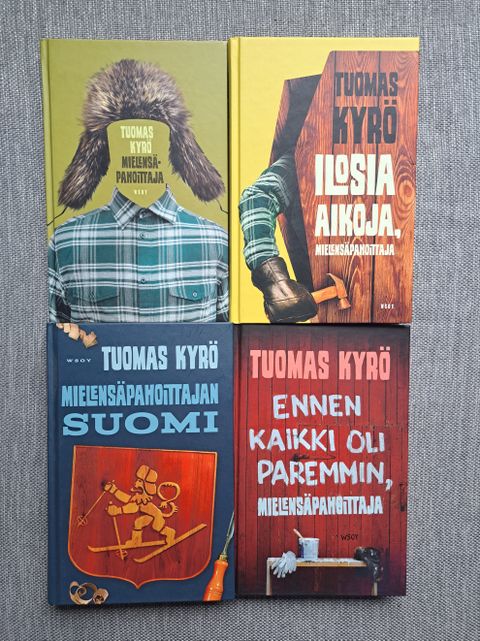 TUOMAS
KYRÖ
MIELENSÄ-
PAHOITTAJA
WSOY
TUOMAS
KYRÖ
ILOSIA
AIKOJA,
MIELENSÄPAHOITTAJA
WSOY
WSOY
TUOMAS KYRÖ
MIELENSÄPAHOITTAJAN
SUOMI
TUOMAS KYRÖ
ENNEN
KAIKKI OLI
PAREMMIN,
MIELENSÄPAHOITTAJA
WSOY